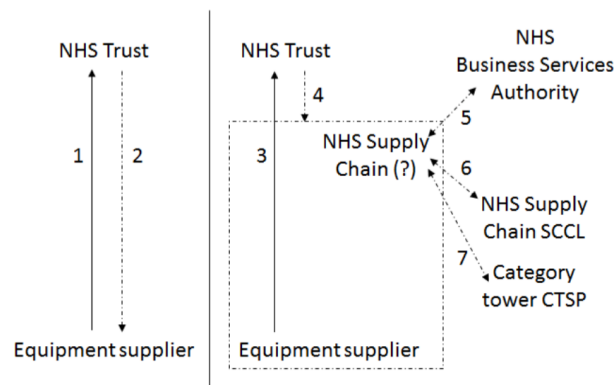 NHS Trust
1
2
Equipment supplier
NHS Trust
4
3
NHS Supply
Chain (?)
Equipment supplier
NHS
Business Services
Authority
5
6
NHS Supply
Chain SCCL
7
Category
tower CTSP